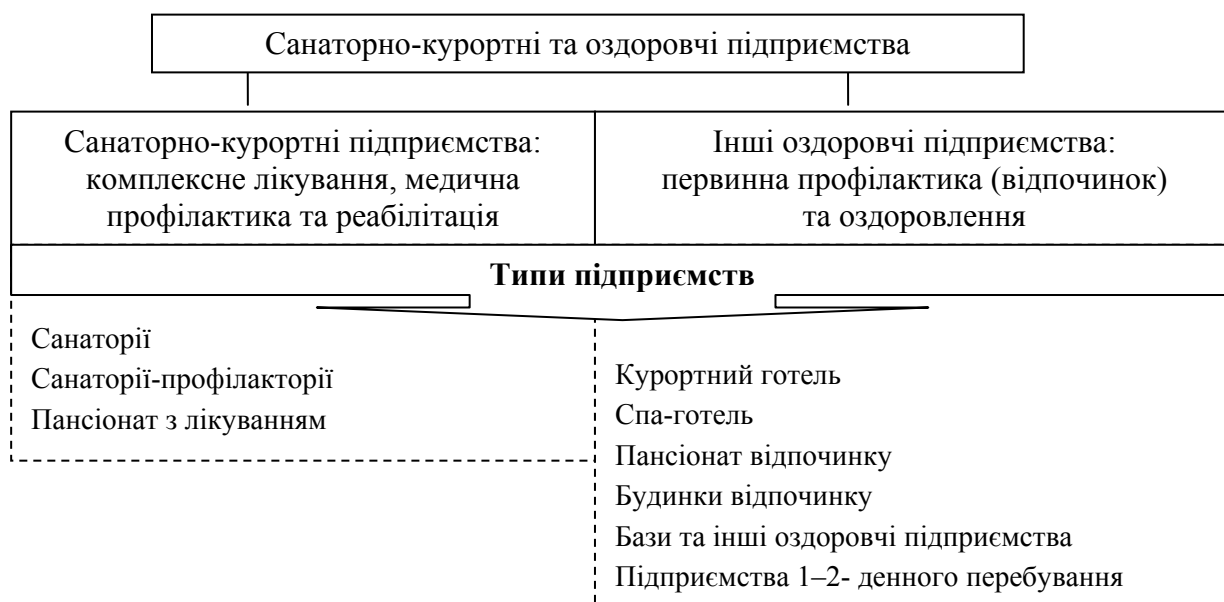 Санаторно-курортні та оздоровчі підприємства
Санаторно-курортні підприємства:
комплексне лікування, медична
профілактика та реабілітація
Інші оздоровчі підприємства:
первинна профілактика (відпочинок)
та оздоровлення
Типи підприємств
Санаторії
Санаторії-профілакторії
Пансіонат з лікуванням
Курортний готель
Спа-готель
Пансіонат відпочинку
Будинки відпочинку
Бази та інші оздоровчі підприємства
Підприємства 1–2- денного перебування